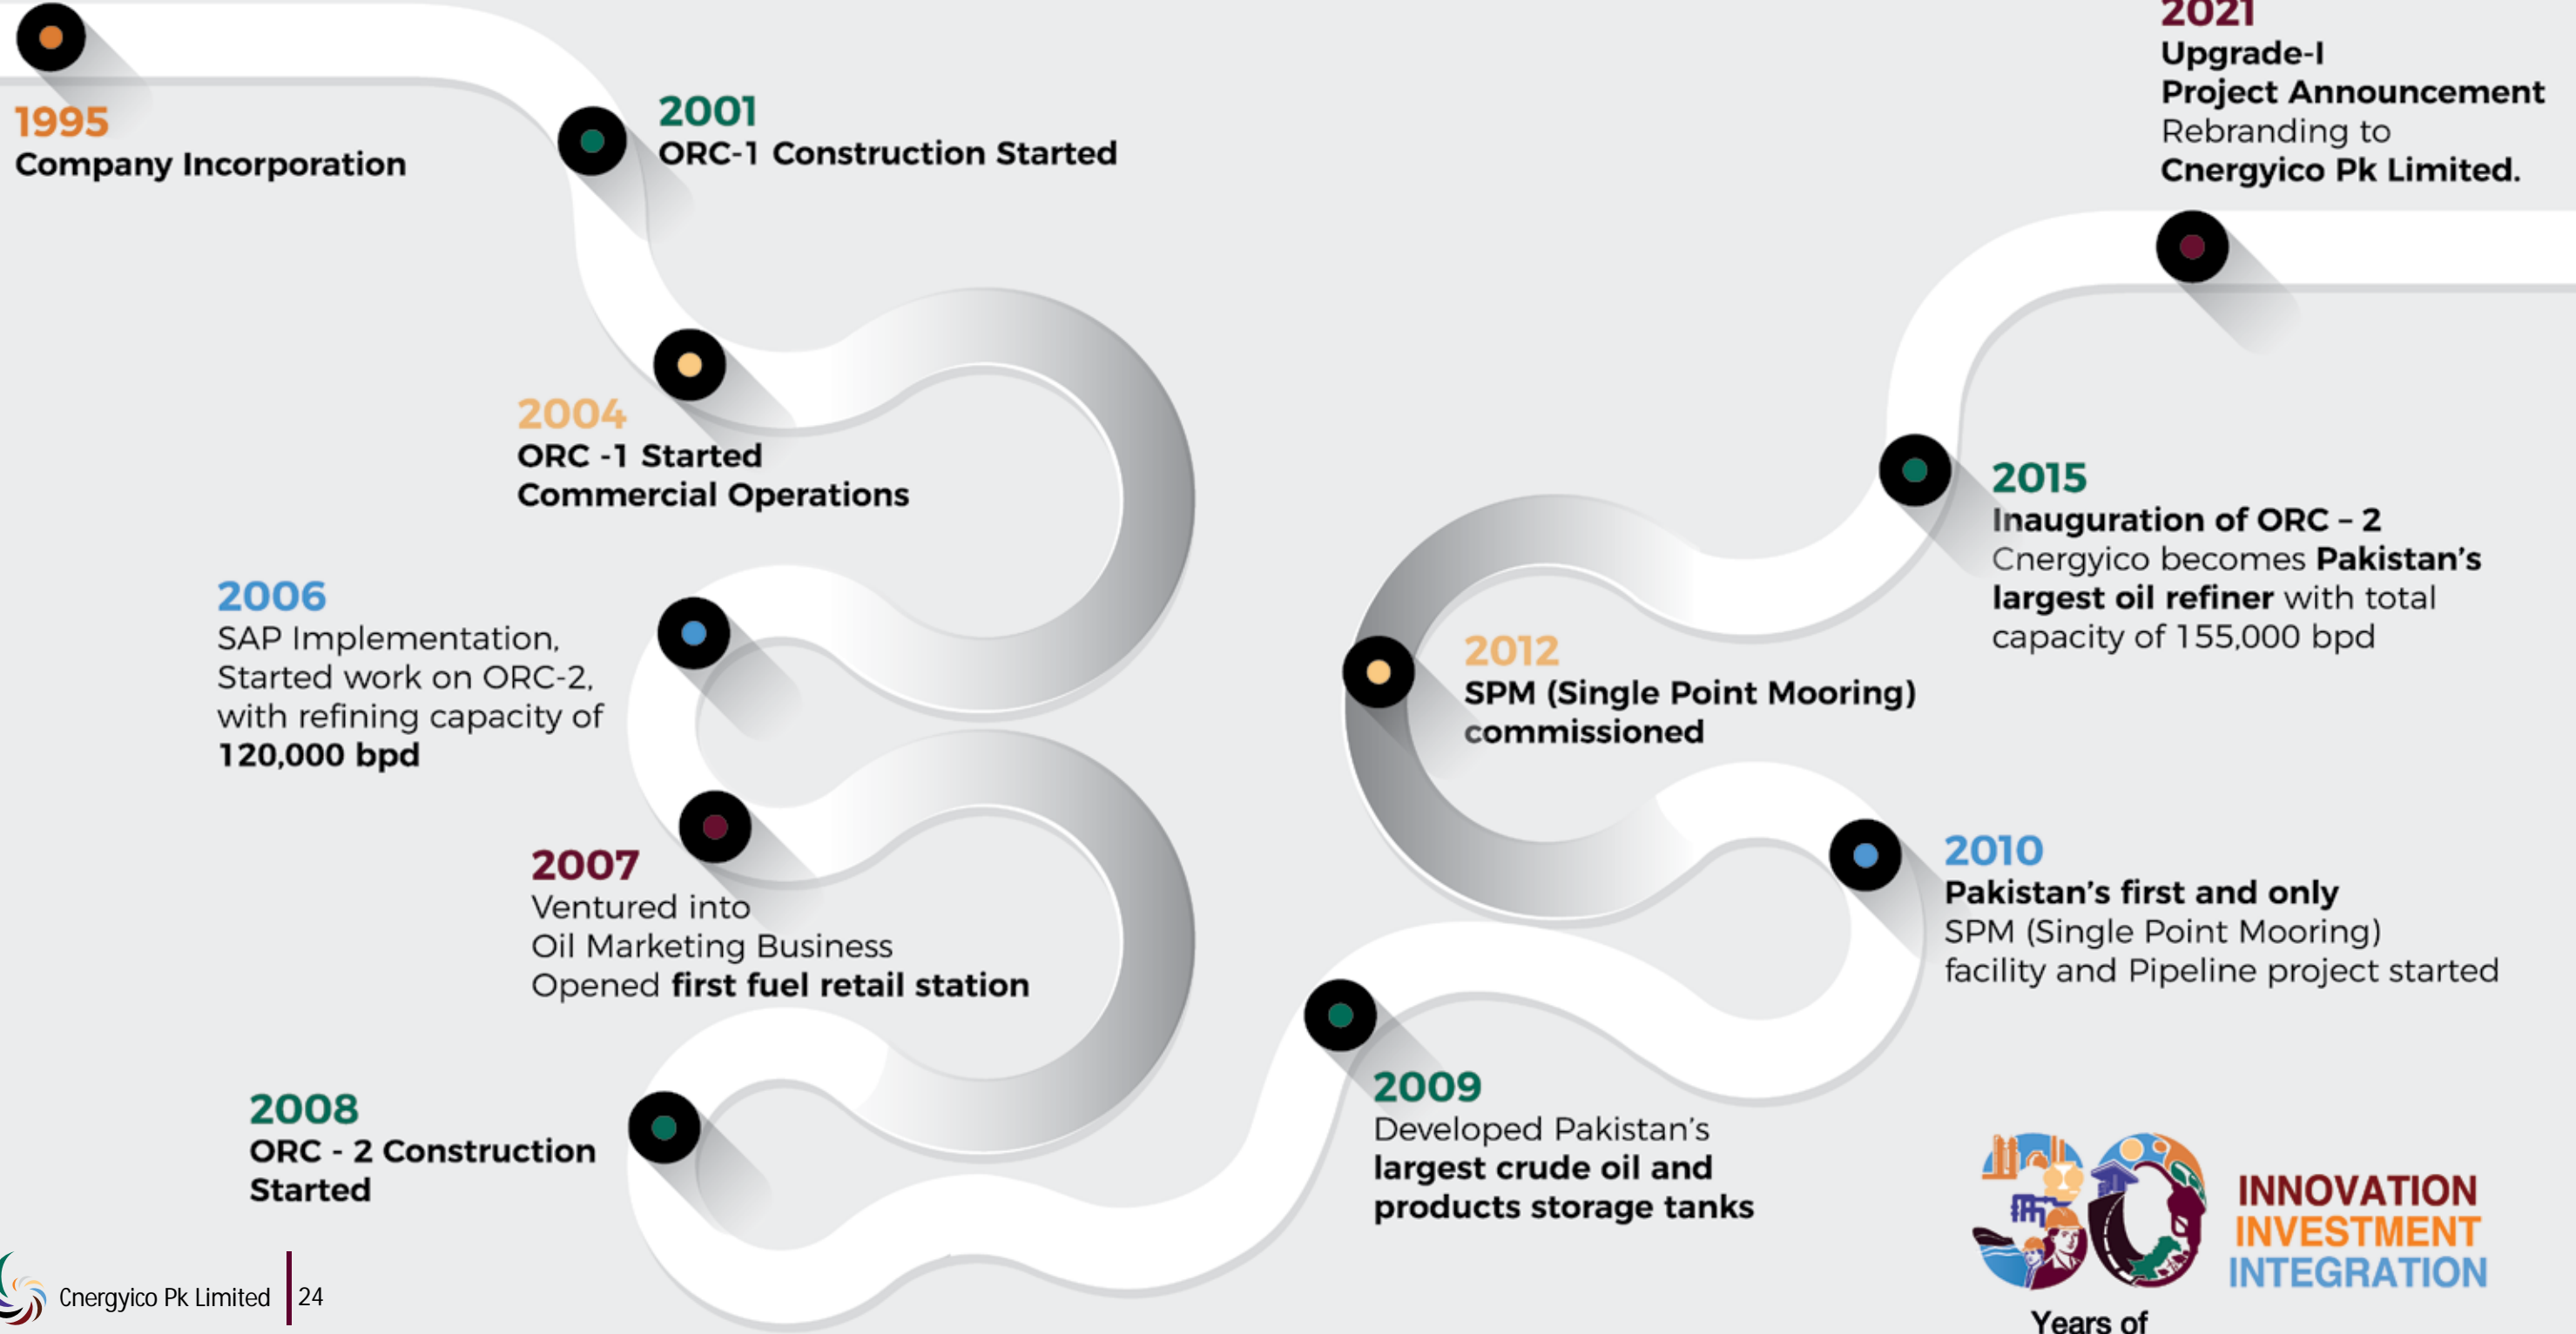 1995
Company Incorporation
2001
ORC-1 Construction Started
2004
ORC -1 Started
Commercial Operations
2006
SAP Implementation,
Started work on ORC-2,
with refining capacity of
120,000 bpd
2007
Ventured into
Oil Marketing Business
Opened first fuel retail station
2008
ORC - 2 Construction
Started
2009
Developed Pakistan's
largest crude oil and
products storage tanks
2010
Pakistan's first and only
SPM (Single Point Mooring)
facility and Pipeline project started
2012
SPM (Single Point Mooring)
commissioned
2015
Inauguration of ORC – 2
Cnergyico becomes Pakistan's
largest oil refiner with total
capacity of 155,000 bpd
2021
Upgrade-I
Project Announcement
Rebranding to
Cnergyico Pk Limited.
30
Years of
INNOVATION
INVESTMENT
INTEGRATION
Cnergyico Pk Limited
24